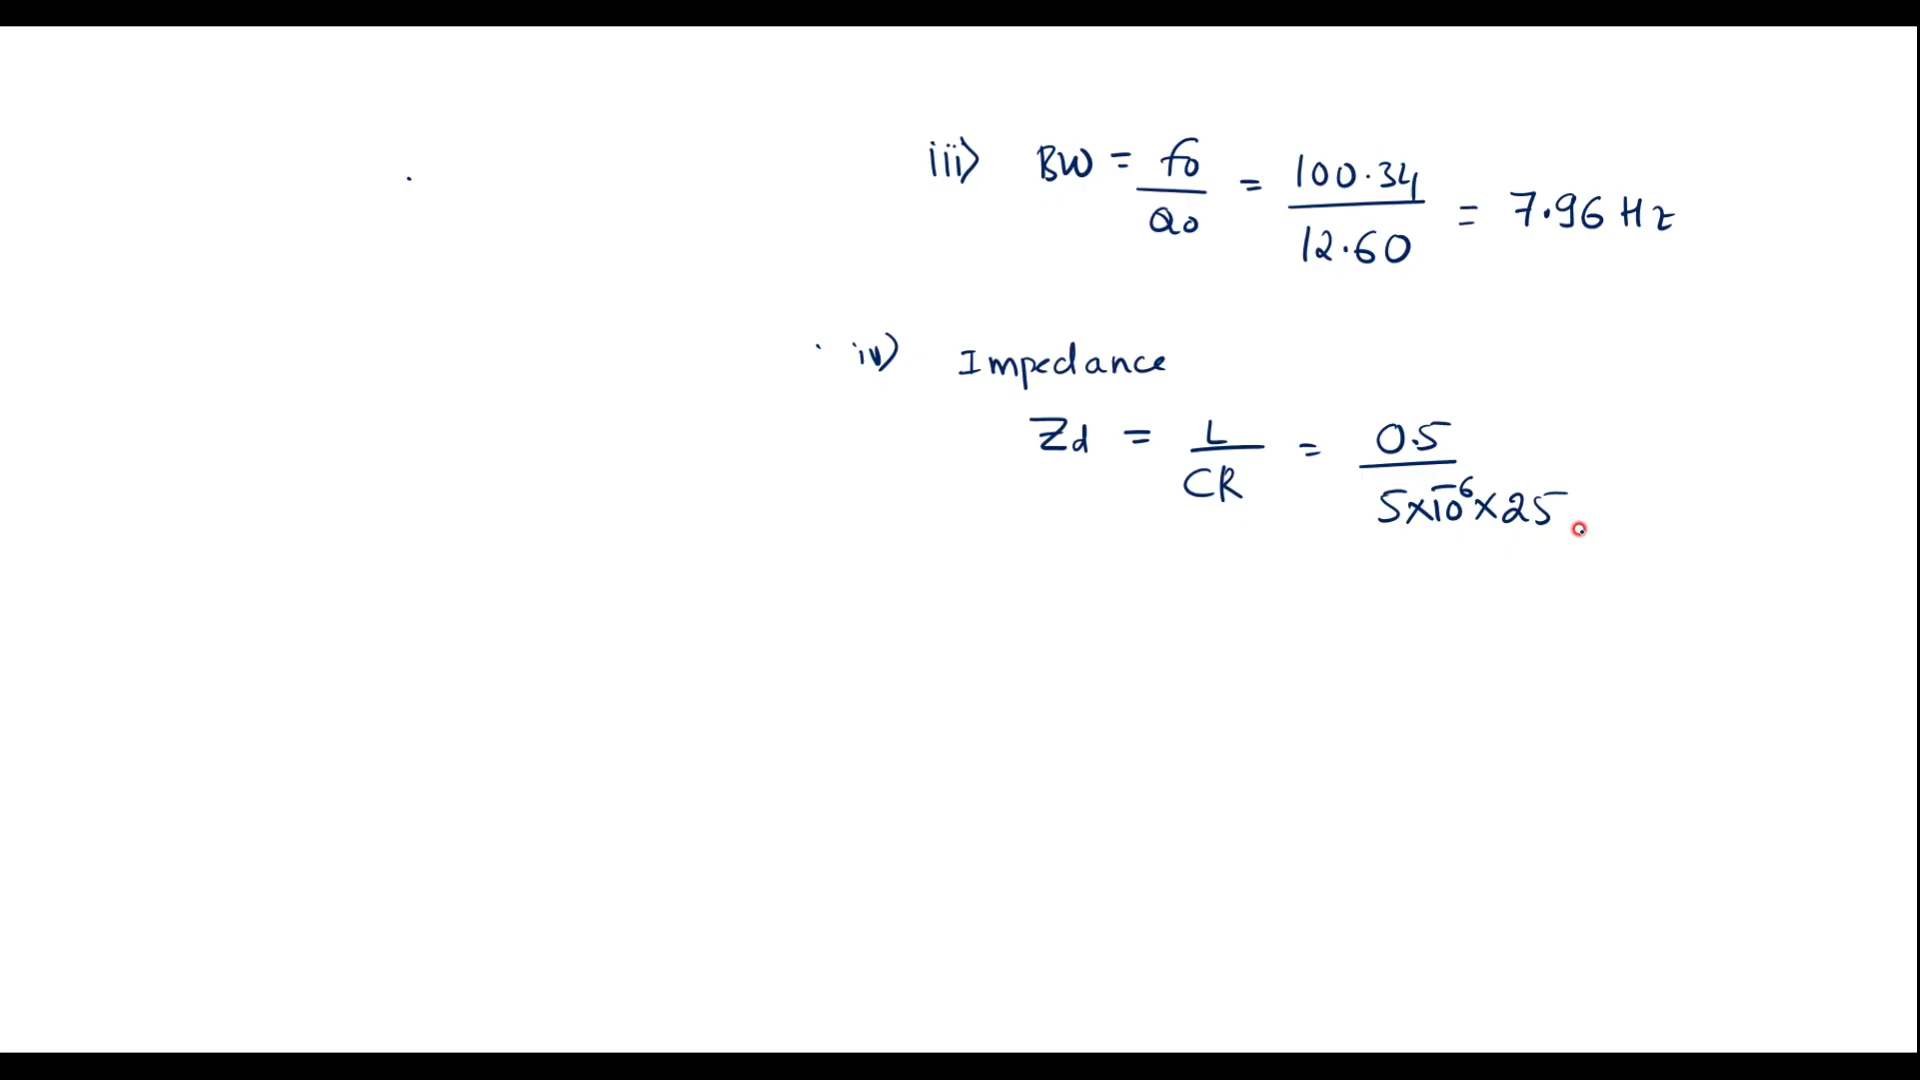 iii) BW = f0 / Q0 = 100.34 / 12.60 = 7.96 Hz
iv) Impedance
Zd = L / CR = 0.5 / 5×10⁻⁶×25